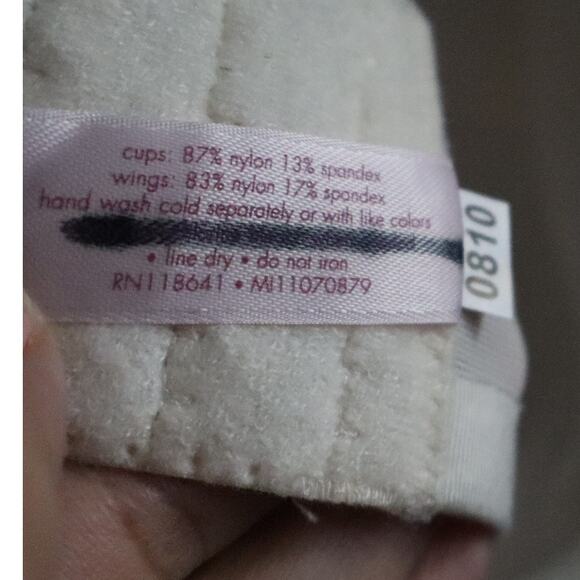 cups: 87% nylon 13% spandex
wings: 83% nylon 17% spandex
hand wash cold separately or with like colors
• line dry • do not iron
RN118641 • MI11070879
0810